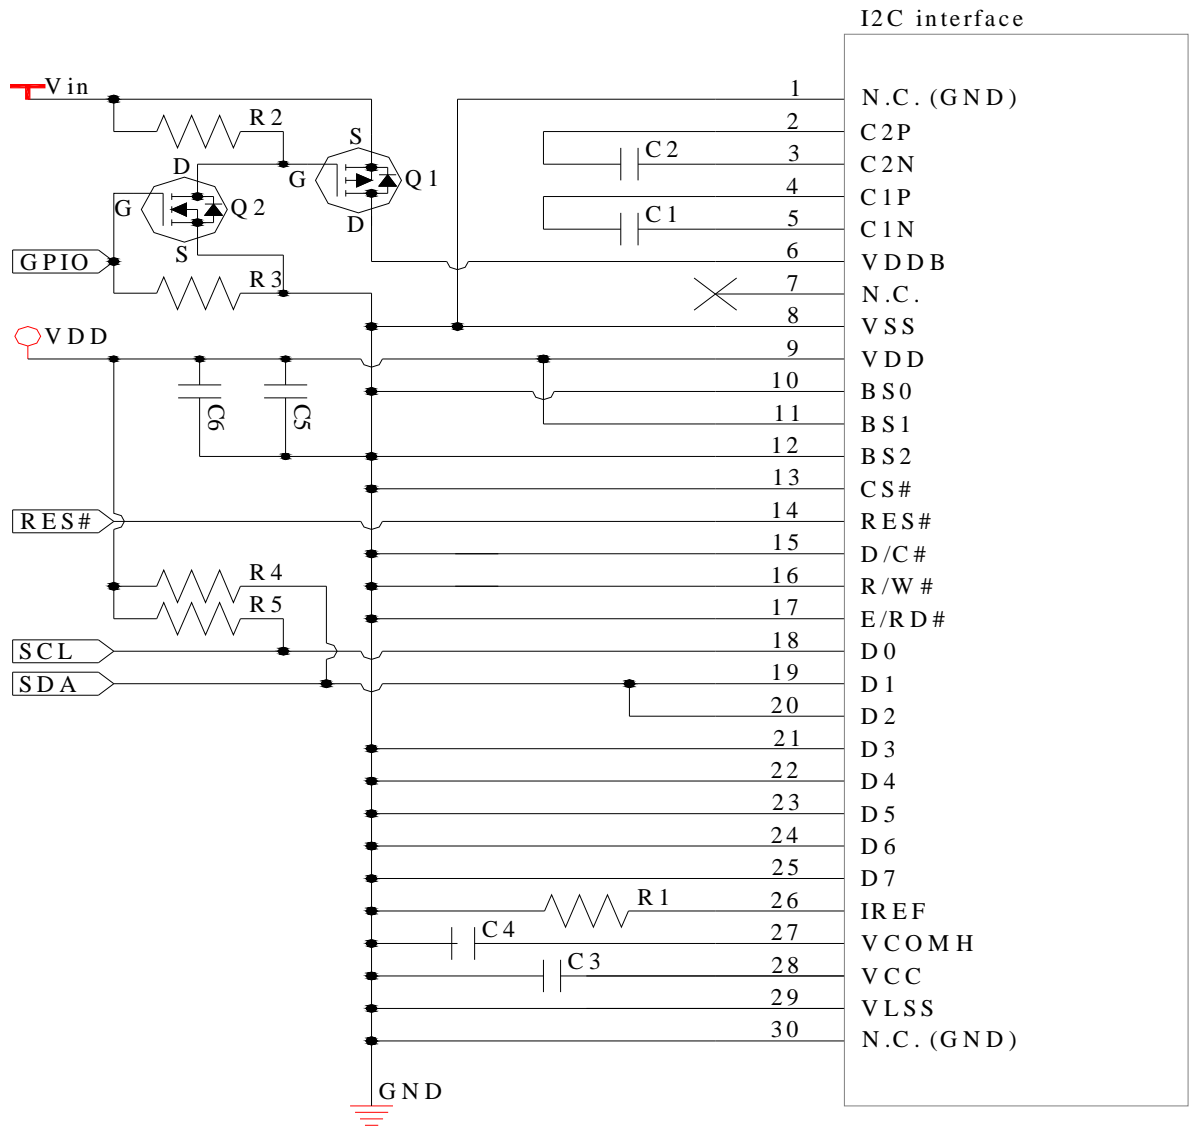 I2C interface
Vin
1 N.C. (GND)
R2
2 C2P
S
C2
D
3 C2N
G
Q1
4 C1P
G
Q2
C1
D
5 C1N
S
GPIO
6 VDDB
R3
7 N.C.
8 VSS
VDD
9 VDD
10 BS0
C6
C5
11 BS1
12 BS2
13 CS#
RES#
14 RES#
15 D/C#
R4
16 R/W#
R5
17 E/RD#
SCL
18 D0
SDA
19 D1
20 D2
21 D3
22 D4
23 D5
24 D6
25 D7
R1
26 IREF
C4
27 VCOMH
C3
28 VCC
29 VLSS
30 N.C. (GND)
GND